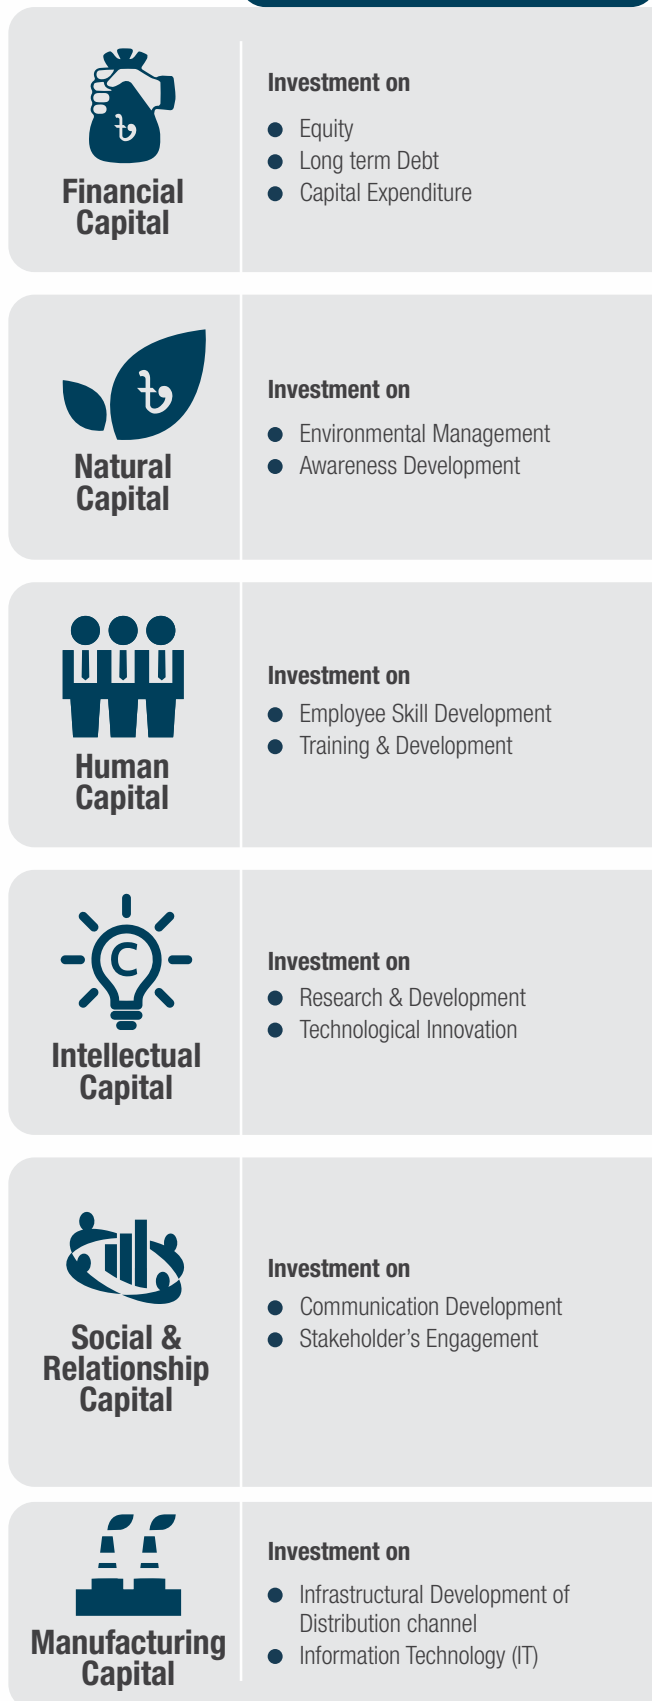 ৳
Financial
Capital
Investment on
● Equity
● Long term Debt
● Capital Expenditure
৳
Natural
Capital
Investment on
● Environmental Management
● Awareness Development
Human
Capital
Investment on
● Employee Skill Development
● Training & Development
C
Intellectual
Capital
Investment on
● Research & Development
● Technological Innovation
Social &
Relationship
Capital
Investment on
● Communication Development
● Stakeholder’s Engagement
Manufacturing
Capital
Investment on
● Infrastructural Development of
Distribution channel
● Information Technology (IT)